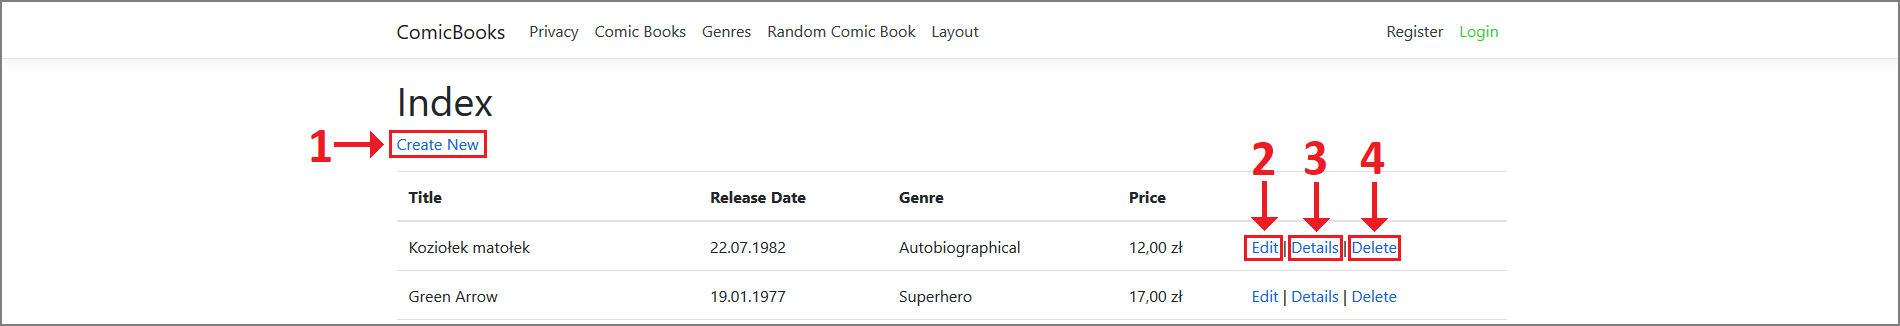 ComicBooks Privacy Comic Books Genres Random Comic Book Layout Register Login
Index
1 Create New
2 3 4
Title Release Date Genre Price
Koziołek matołek 22.07.1982 Autobiographical 12,00 zł Edit | Details | Delete
Green Arrow 19.01.1977 Superhero 17,00 zł Edit | Details | Delete